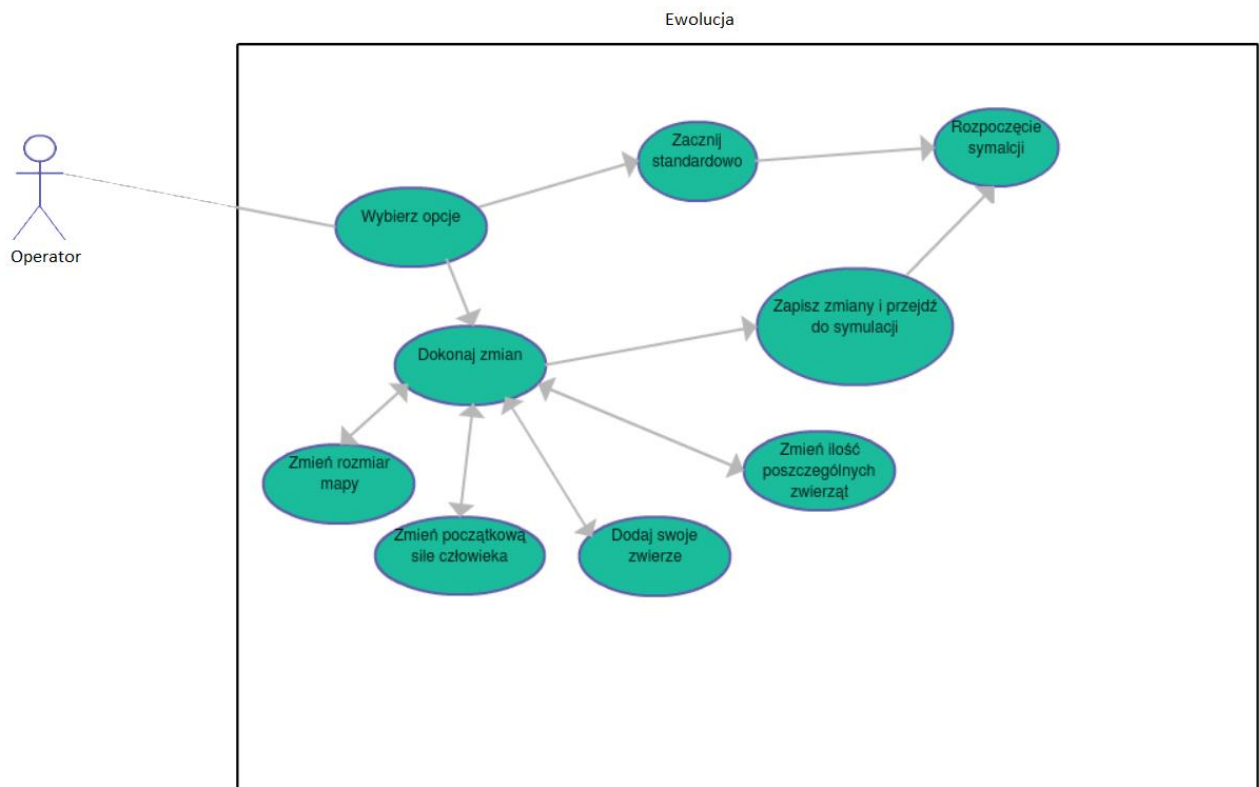 Ewolucja
Operator
Wybierz opcje
Zacznij
standardowo
Rozpoczęcie
symalcji
Zapisz zmiany i przejdź
do symulacji
Dokonaj zmian
Zmień rozmiar
mapy
Zmień początkową
siłe człowieka
Dodaj swoje
zwierze
Zmień ilość
poszczególnych
zwierząt